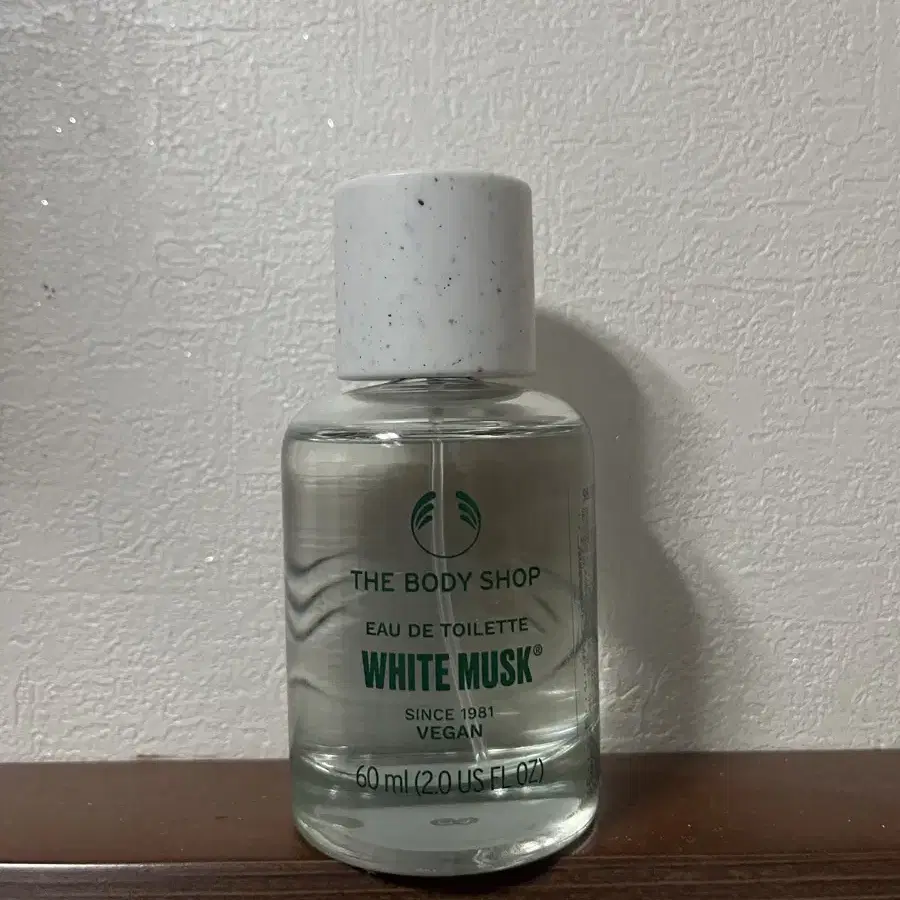 THE BODY SHOP
EAU DE TOILETTE
WHITE MUSK®
SINCE 1981
VEGAN
60 ml (2.0 US FL OZ)